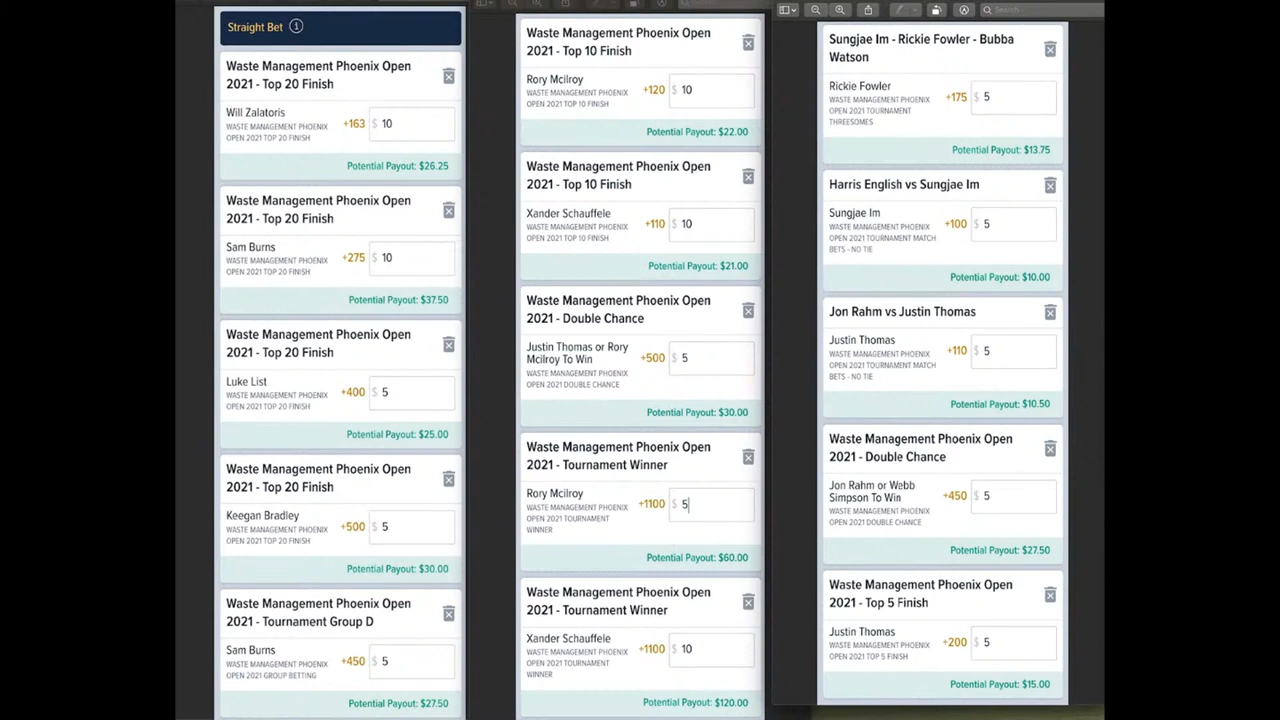 Straight Bet
Waste Management Phoenix Open
2021 - Top 20 Finish
Will Zalatoris
WASTE MANAGEMENT PHOENIX
OPEN 2021 TOP 20 FINISH
+163
$ 10
Potential Payout: $26.25
Waste Management Phoenix Open
2021 - Top 20 Finish
Sam Burns
WASTE MANAGEMENT PHOENIX
OPEN 2021 TOP 20 FINISH
+275
$ 10
Potential Payout: $37.50
Waste Management Phoenix Open
2021 - Top 20 Finish
Luke List
WASTE MANAGEMENT PHOENIX
OPEN 2021 TOP 20 FINISH
+400
$ 5
Potential Payout: $25.00
Waste Management Phoenix Open
2021 - Top 20 Finish
Keegan Bradley
WASTE MANAGEMENT PHOENIX
OPEN 2021 TOP 20 FINISH
+500
$ 5
Potential Payout: $30.00
Waste Management Phoenix Open
2021 - Tournament Group D
Sam Burns
WASTE MANAGEMENT PHOENIX
OPEN 2021 GROUP BETTING
+450
$ 5
Potential Payout: $27.50
Waste Management Phoenix Open
2021 - Top 10 Finish
Rory Mcilroy
WASTE MANAGEMENT PHOENIX
OPEN 2021 TOP 10 FINISH
+120
$ 10
Potential Payout: $22.00
Waste Management Phoenix Open
2021 - Top 10 Finish
Xander Schauffele
WASTE MANAGEMENT PHOENIX
OPEN 2021 TOP 10 FINISH
+110
$ 10
Potential Payout: $21.00
Waste Management Phoenix Open
2021 - Double Chance
Justin Thomas or Rory
Mcilroy To Win
WASTE MANAGEMENT PHOENIX
OPEN 2021 DOUBLE CHANCE
+500
$ 5
Potential Payout: $30.00
Waste Management Phoenix Open
2021 - Tournament Winner
Rory Mcilroy
WASTE MANAGEMENT PHOENIX
OPEN 2021 TOURNAMENT
WINNER
+1100
$ 5
Potential Payout: $60.00
Waste Management Phoenix Open
2021 - Tournament Winner
Xander Schauffele
WASTE MANAGEMENT PHOENIX
OPEN 2021 TOURNAMENT
WINNER
+1100
$ 10
Potential Payout: $120.00
Search
Sungjae Im - Rickie Fowler - Bubba
Watson
Rickie Fowler
WASTE MANAGEMENT PHOENIX
OPEN 2021 TOURNAMENT
THREESOMES
+175
$ 5
Potential Payout: $13.75
Harris English vs Sungjae Im
Sungjae Im
WASTE MANAGEMENT PHOENIX
OPEN 2021 TOURNAMENT MATCH
BETS - NO TIE
+100
$ 5
Potential Payout: $10.00
Jon Rahm vs Justin Thomas
Justin Thomas
WASTE MANAGEMENT PHOENIX
OPEN 2021 TOURNAMENT MATCH
BETS - NO TIE
+110
$ 5
Potential Payout: $10.50
Waste Management Phoenix Open
2021 - Double Chance
Jon Rahm or Webb
Simpson To Win
WASTE MANAGEMENT PHOENIX
OPEN 2021 DOUBLE CHANCE
+450
$ 5
Potential Payout: $27.50
Waste Management Phoenix Open
2021 - Top 5 Finish
Justin Thomas
WASTE MANAGEMENT PHOENIX
OPEN 2021 TOP 5 FINISH
+200
$ 5
Potential Payout: $15.00